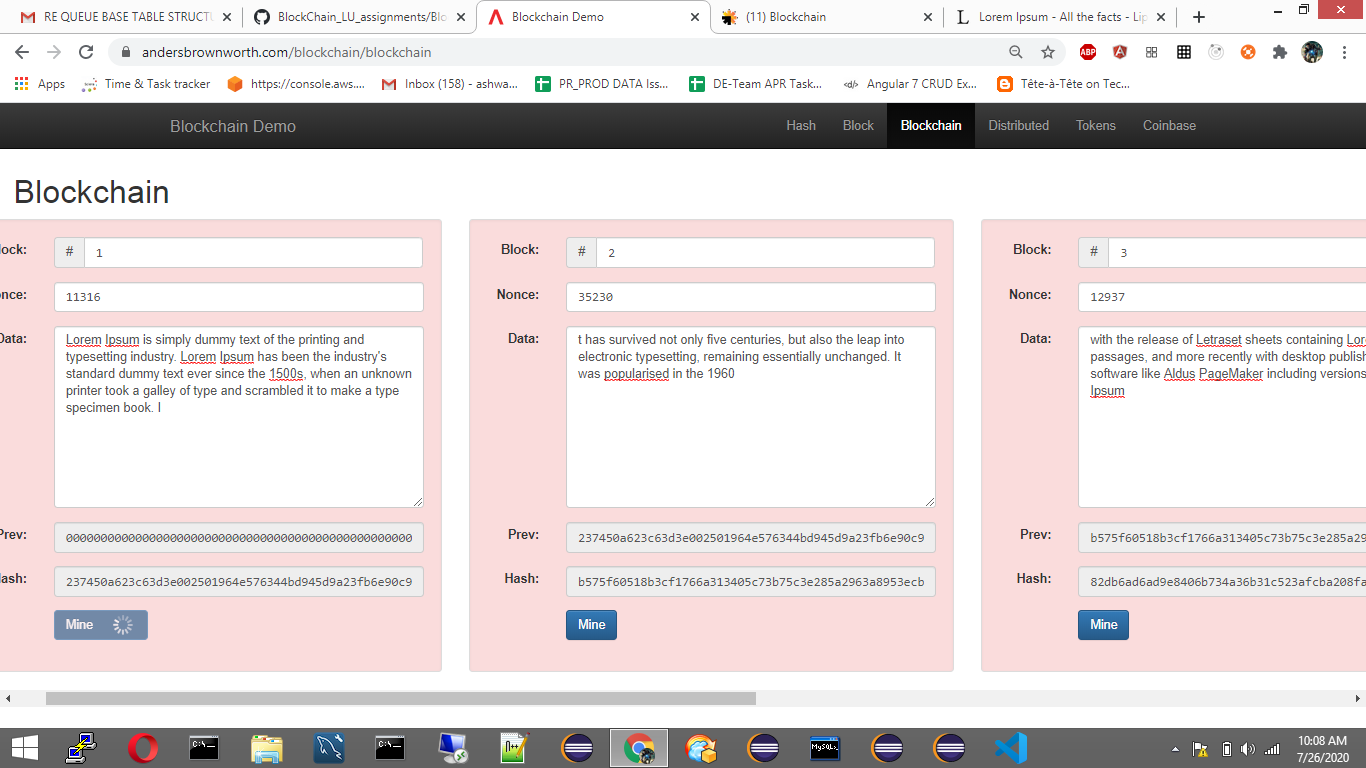 RE QUEUE BASE TABLE STRUCTU
BlockChain_LU_assignments/Blo
Blockchain Demo
(11) Blockchain
Lorem Ipsum - All the facts - Lip
andersbrownworth.com/blockchain/blockchain
ABP
Apps
Time & Task tracker
https://console.aws....
Inbox (158) - ashwa...
PR_PROD DATA Iss...
DE-Team APR Task...
Angular 7 CRUD Ex...
Tête-à-Tête on Tec...
Blockchain Demo
Hash
Block
Blockchain
Distributed
Tokens
Coinbase
Blockchain
lock:
# 1
once:
11316
Data:
Lorem Ipsum is simply dummy text of the printing and
typesetting industry. Lorem Ipsum has been the industry's
standard dummy text ever since the 1500s, when an unknown
printer took a galley of type and scrambled it to make a type
specimen book. I
Prev:
00000000000000000000000000000000000000000000000000
Hash:
237450a623c63d3e002501964e576344bd945d9a23fb6e90c9
Mine
Block:
# 2
Nonce:
35230
Data:
t has survived not only five centuries, but also the leap into
electronic typesetting, remaining essentially unchanged. It
was popularised in the 1960
Prev:
237450a623c63d3e002501964e576344bd945d9a23fb6e90c9
Hash:
b575f60518b3cf1766a313405c73b75c3e285a2963a8953ecb
Mine
Block:
# 3
Nonce:
12937
Data:
with the release of Letraset sheets containing Lore
passages, and more recently with desktop publish
software like Aldus PageMaker including versions
Ipsum
Prev:
b575f60518b3cf1766a313405c73b75c3e285a29
Hash:
82db6ad6ad9e8406b734a36b31c523afcba208fa
Mine
10:08 AM
7/26/2020